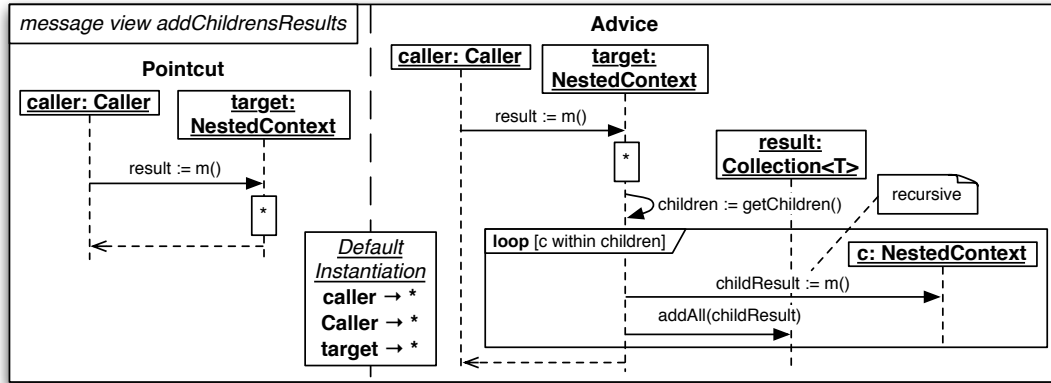 message view addChildrensResults
Pointcut
caller: Caller
target:
NestedContext
result := m()
*
Default
Instantiation
caller → *
Caller → *
target → *
Advice
caller: Caller
target:
NestedContext
result := m()
*
result:
Collection<T>
children := getChildren()
recursive
loop [c within children]
c: NestedContext
childResult := m()
addAll(childResult)